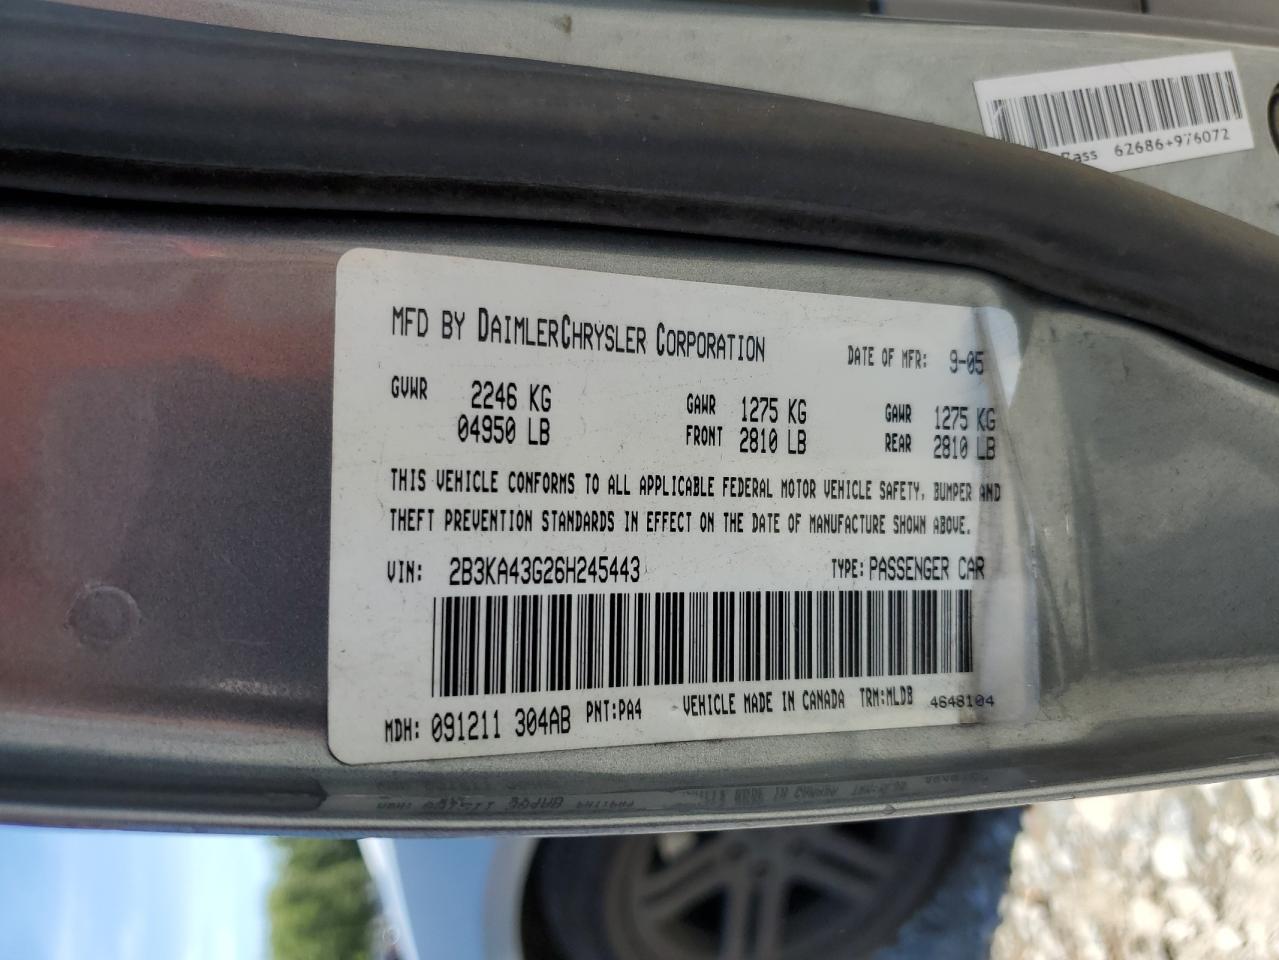 ass 62686+976072
MFD BY DAIMLERCHRYSLER CORPORATION DATE OF MFR: 9-05
GVWR 2246 KG GAWR 1275 KG GAWR 1275 KG
04950 LB FRONT 2810 LB REAR 2810 LB
THIS VEHICLE CONFORMS TO ALL APPLICABLE FEDERAL MOTOR VEHICLE SAFETY, BUMPER AND
THEFT PREVENTION STANDARDS IN EFFECT ON THE DATE OF MANUFACTURE SHOWN ABOVE.
VIN: 2B3KA43G26H245443 TYPE: PASSENGER CAR
MDH: 091211 304AB PNT:PA4 VEHICLE MADE IN CANADA TRM:MLDB 4648104